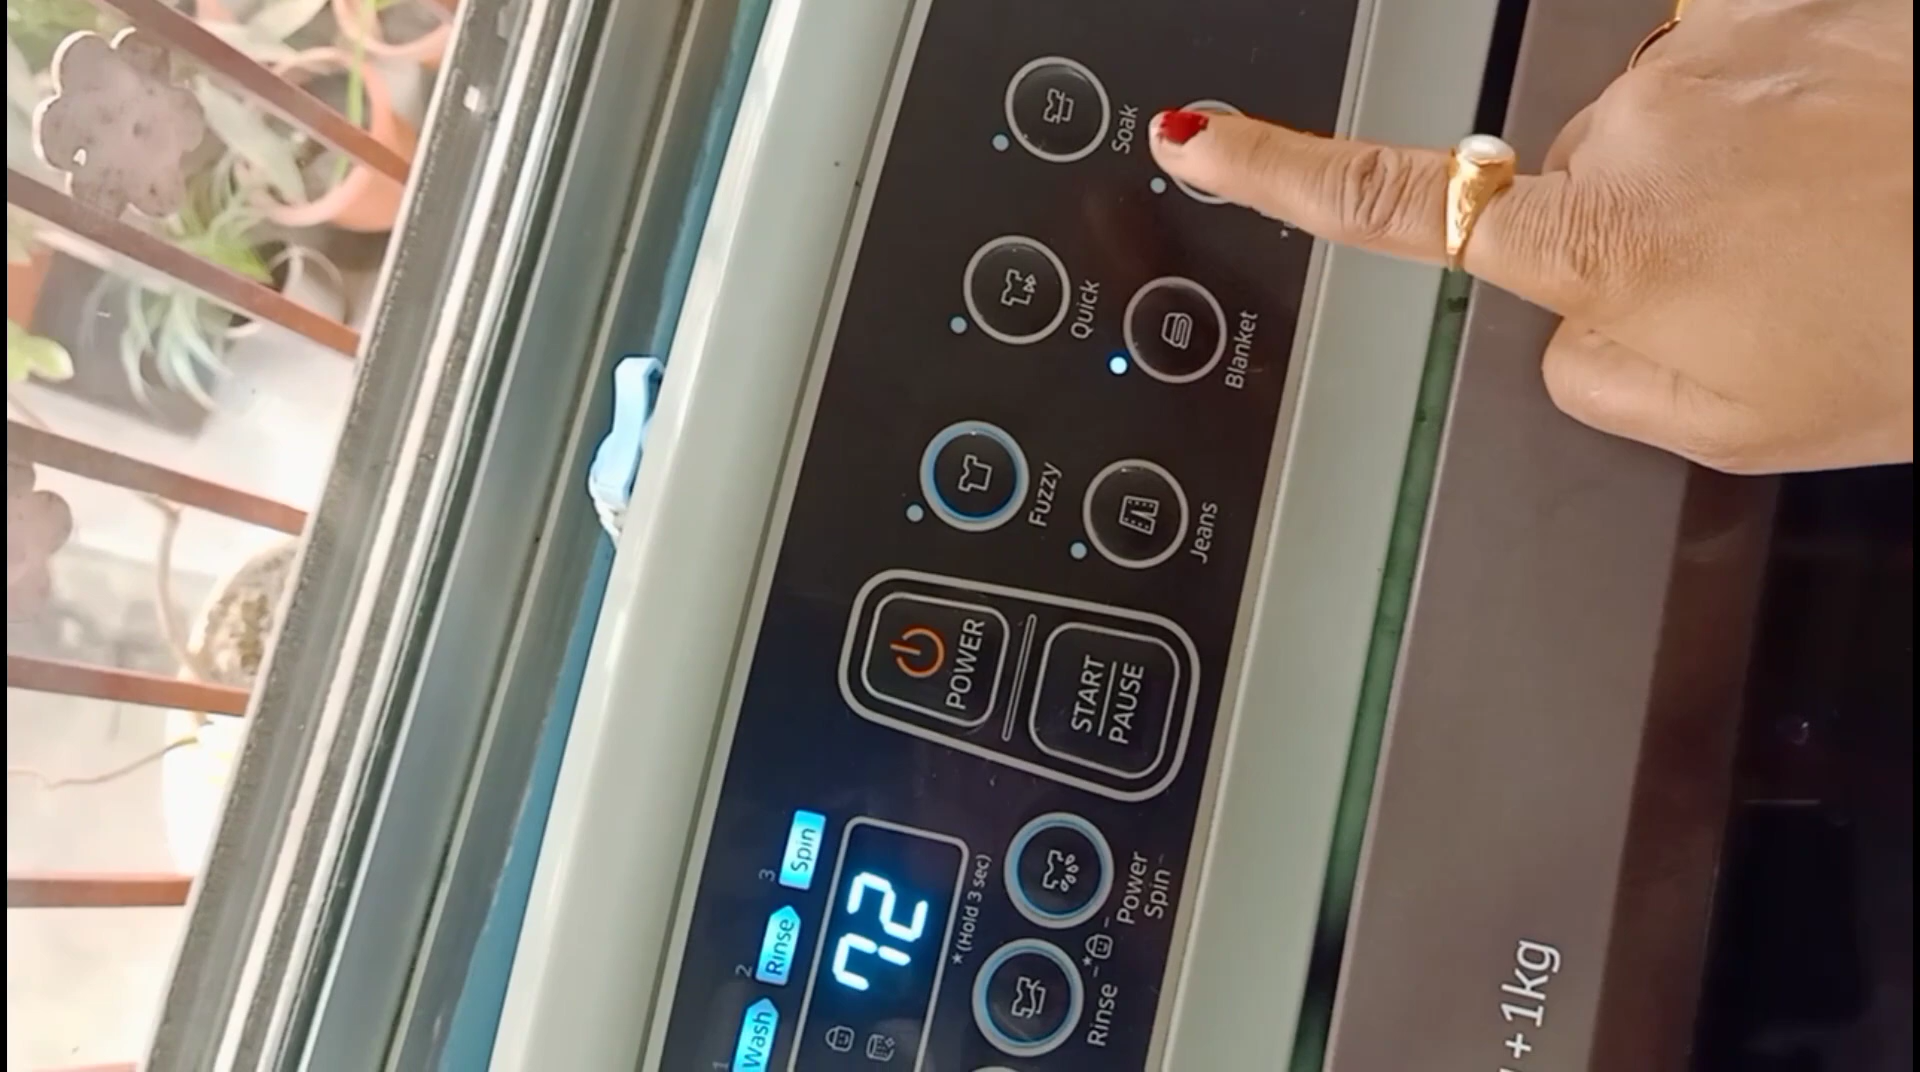 Soak
Quick
Blanket
Fuzzy
Jeans
POWER
START
PAUSE
1 Wash
2 Rinse
3 Spin
72
*(Hold 3 sec)
Power
Spin
Rinse
+1kg